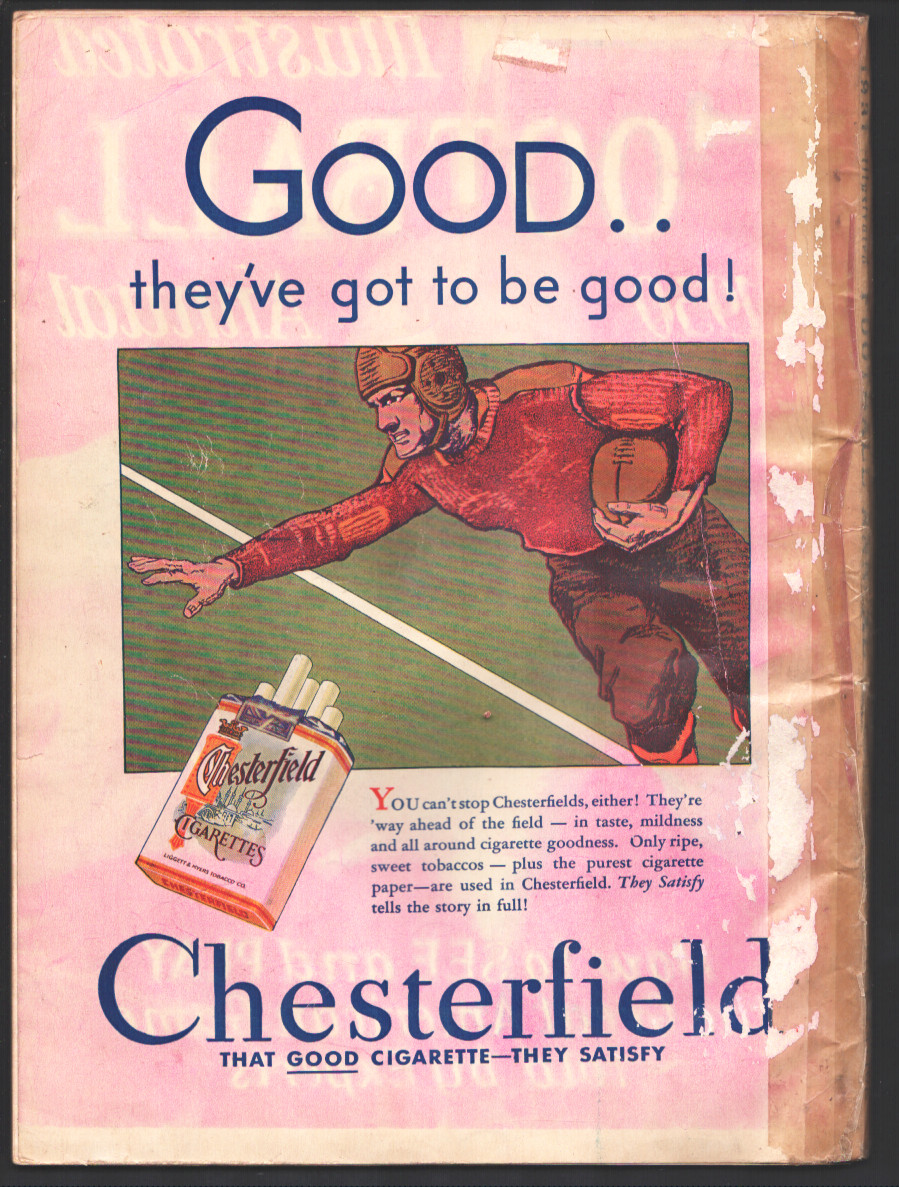 GOOD..
they've got to be good!
Chesterfield
CIGARETTES
LIGGETT & MYERS TOBACCO CO.
CHESTERFIELD
YOU can't stop Chesterfields, either! They're
'way ahead of the field — in taste, mildness
and all around cigarette goodness. Only ripe,
sweet tobaccos — plus the purest cigarette
paper—are used in Chesterfield. They Satisfy
tells the story in full!
Chesterfield
THAT GOOD CIGARETTE—THEY SATISFY